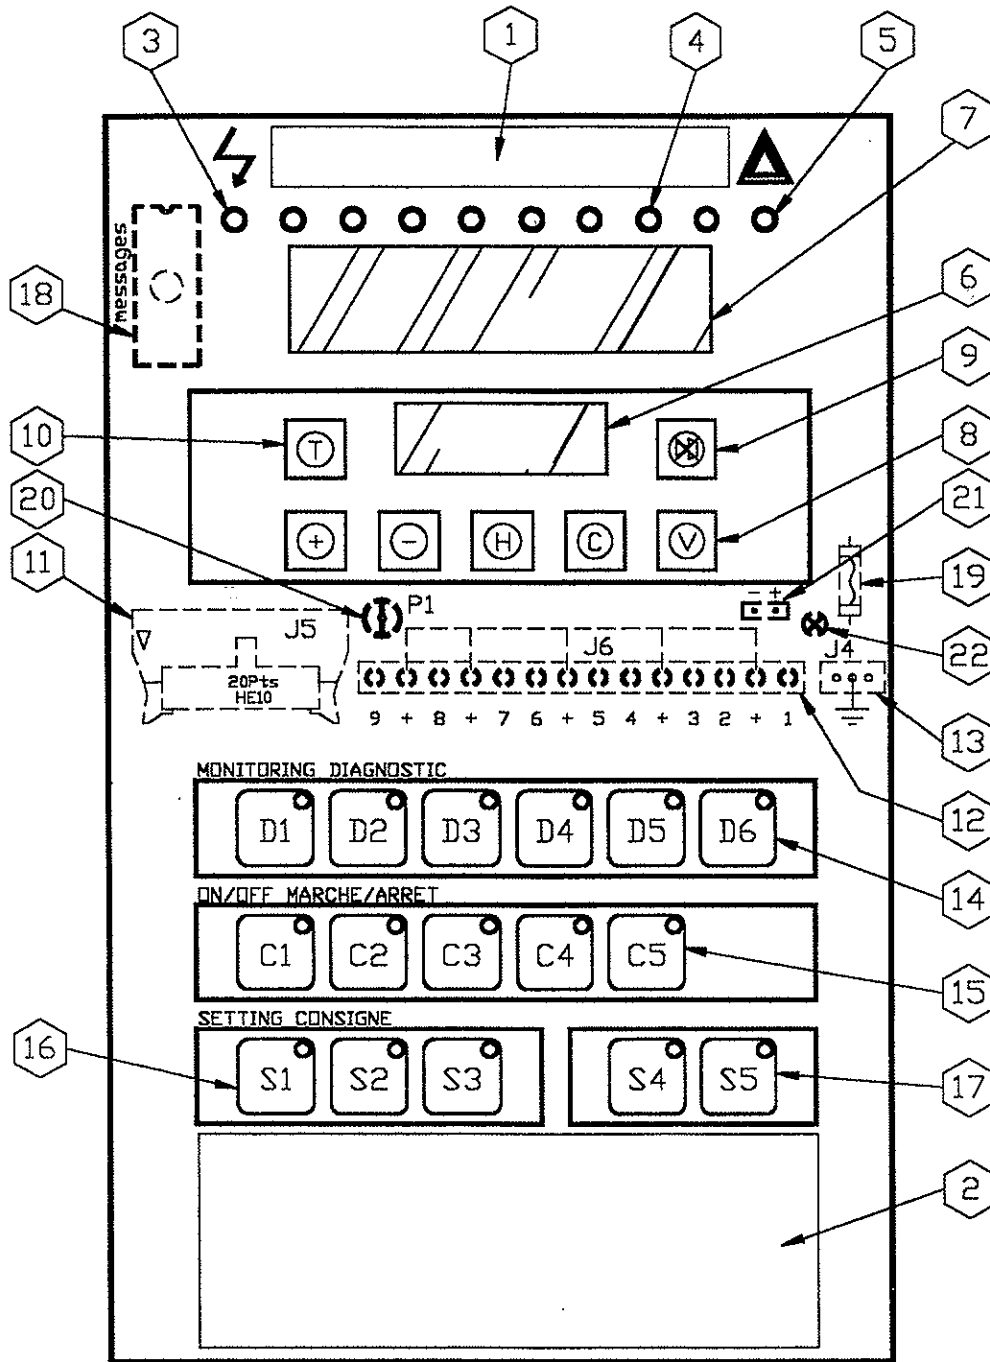 3
1
4
5
7
messages
18
6
9
10
T
8
20
+
-
H
C
V
21
11
- +
19
P1
J5
J6
J4
22
20Pts
HE10
9 + 8 + 7 6 + 5 4 + 3 2 + 1
13
MONITORING DIAGNOSTIC
D1 D2 D3 D4 D5 D6
12
14
ON/OFF MARCHE/ARRET
C1 C2 C3 C4 C5
15
SETTING CONSIGNE
16
S1 S2 S3 S4 S5
17
2